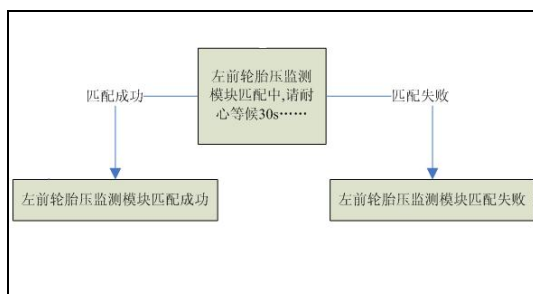 左前轮胎压监测
模块匹配中,请耐
心等候30s……
匹配成功
匹配失败
左前轮胎压监测模块匹配成功
左前轮胎压监测模块匹配失败